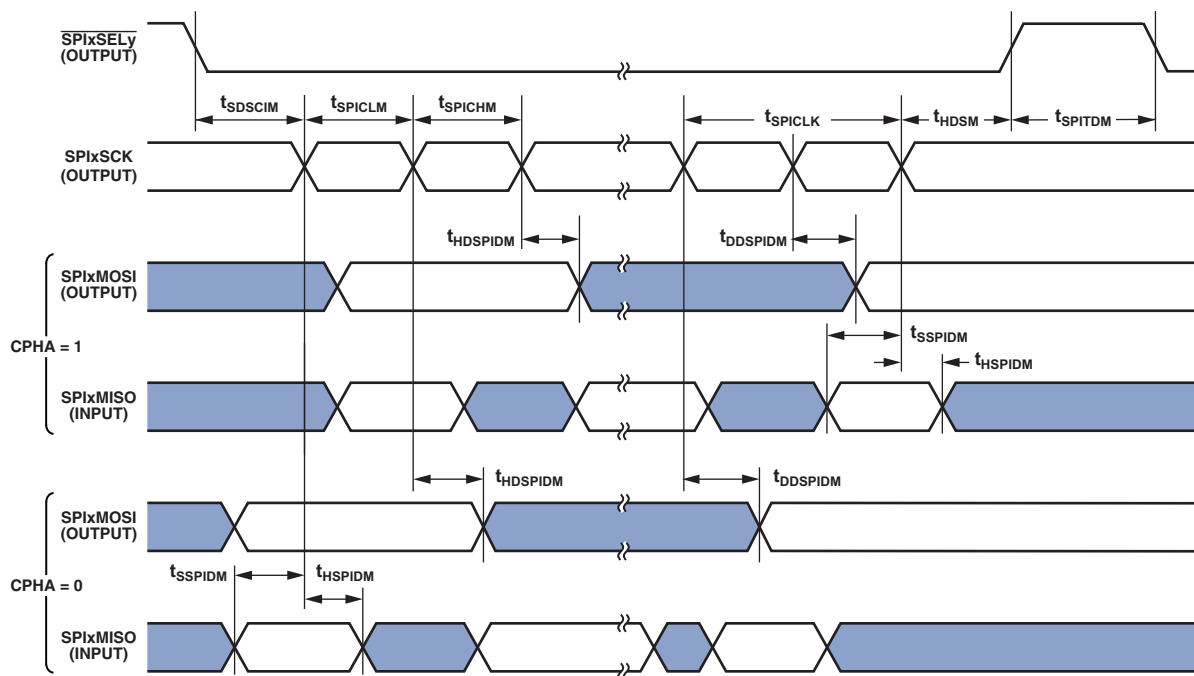 SPIxSELy
(OUTPUT)
tSDSCIM
tSPICLM
tSPICHM
tSPICLK
tHDSM
tSPITDM
SPIxSCK
(OUTPUT)
tHDSPIDM
tDDSPIDM
SPIxMOSI
(OUTPUT)
tSSPIDM
CPHA = 1
tHSPIDM
SPIxMISO
(INPUT)
tHDSPIDM
tDDSPIDM
SPIxMOSI
(OUTPUT)
tSSPIDM
tHSPIDM
CPHA = 0
SPIxMISO
(INPUT)